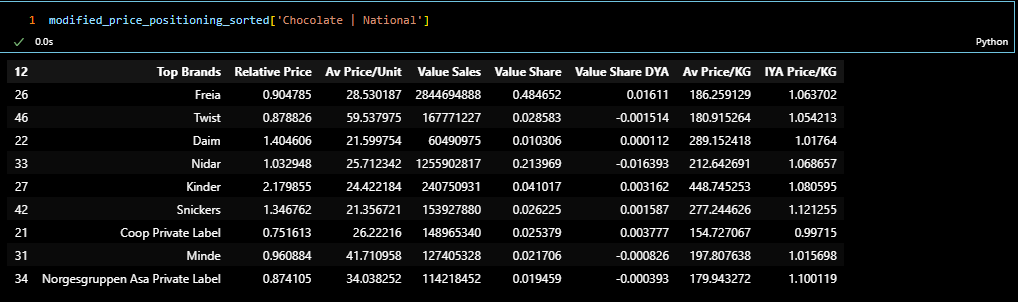 1 modified_price_positioning_sorted['Chocolate | National']
✓ 0.0s Python
12 Top Brands Relative Price Av Price/Unit Value Sales Value Share Value Share DYA Av Price/KG IYA Price/KG
26 Freia 0.904785 28.530187 2844694888 0.484652 0.01611 186.259129 1.063702
46 Twist 0.878826 59.537975 167771227 0.028583 -0.001514 180.915264 1.054213
22 Daim 1.404606 21.599754 60490975 0.010306 0.000112 289.152418 1.01764
33 Nidar 1.032948 25.712342 1255902817 0.213969 -0.016393 212.642691 1.068657
27 Kinder 2.179855 24.422184 240750931 0.041017 0.003162 448.745253 1.080595
42 Snickers 1.346762 21.356721 153927880 0.026225 0.001587 277.244626 1.121255
21 Coop Private Label 0.751613 26.22216 148965340 0.025379 0.003777 154.727067 0.99715
31 Minde 0.960884 41.710958 127405328 0.021706 -0.000826 197.807638 1.015698
34 Norgesgruppen Asa Private Label 0.874105 34.038252 114218452 0.019459 -0.000393 179.943272 1.100119